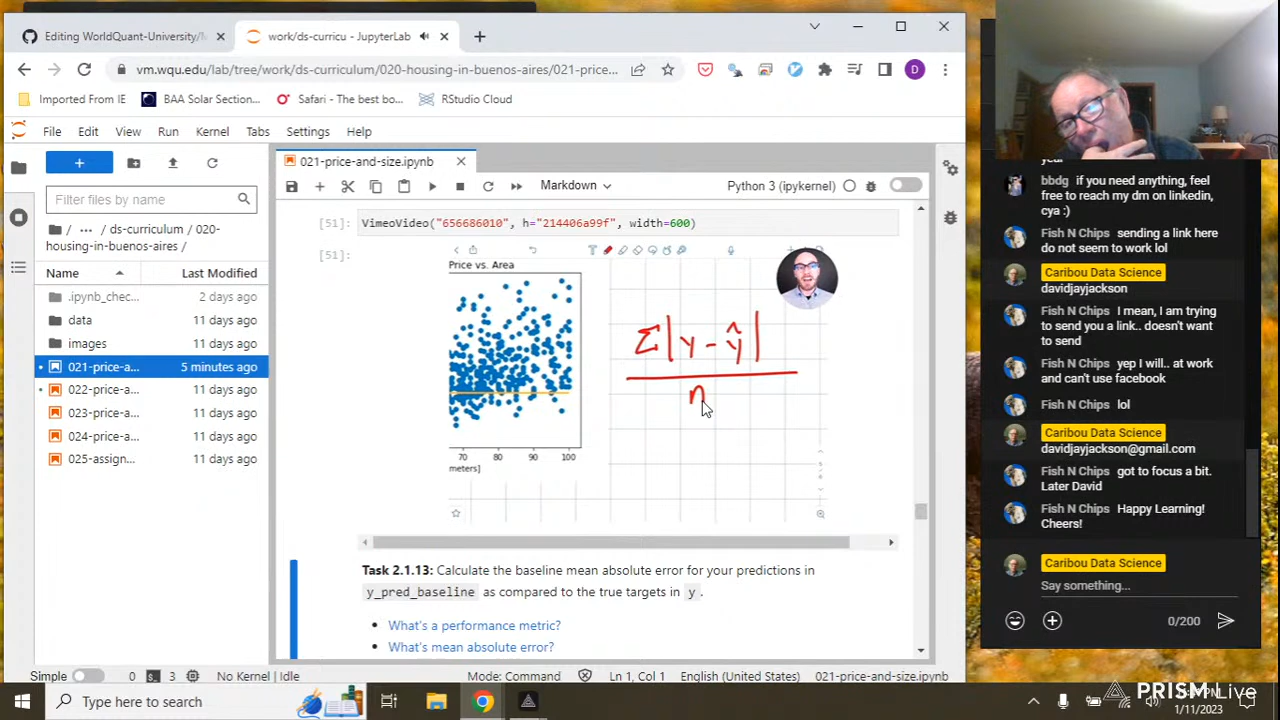 Editing WorldQuant-University/
work/ds-curricu - JupyterLab
vm.wqu.edu/lab/tree/work/ds-curriculum/020-housing-in-buenos-aires/021-price...
D
Imported From IE
BAA Solar Section...
Safari - The best bo...
RStudio Cloud
File Edit View Run Kernel Tabs Settings Help
021-price-and-size.ipynb
Filter files by name
Markdown
Python 3 (ipykernel)
/ ... / ds-curriculum / 020-
housing-in-buenos-aires /
Name Last Modified
.ipynb_chec... 2 days ago
data 11 days ago
images 11 days ago
021-price-a... 5 minutes ago
022-price-a... 11 days ago
023-price-a... 11 days ago
024-price-a... 11 days ago
025-assign... 11 days ago
[51]: VimeoVideo("656686010", h="214406a99f", width=600)
[51]:
Price vs. Area
Σ|y - ŷ|
n
70 80 90 100
meters]
Task 2.1.13: Calculate the baseline mean absolute error for your predictions in
y_pred_baseline as compared to the true targets in y.
What's a performance metric?
What's mean absolute error?
Simple 0 3 No Kernel | Idle Mode: Command Ln 1, Col 1 English (United States) 021-price-and-size.ipynb
year
bbdg if you need anything, feel
free to reach my dm on linkedin,
cya :)
Fish N Chips sending a link here
do not seem to work lol
Caribou Data Science
davidjayjackson
Fish N Chips I mean, I am trying
to send you a link.. doesn't want
to send
Fish N Chips yep I will.. at work
and can't use facebook
Fish N Chips lol
Caribou Data Science
davidjayjackson@gmail.com
Fish N Chips got to focus a bit.
Later David
Fish N Chips Happy Learning!
Cheers!
Caribou Data Science
Say something...
0/200
Type here to search
PRISM Live
1/11/2023